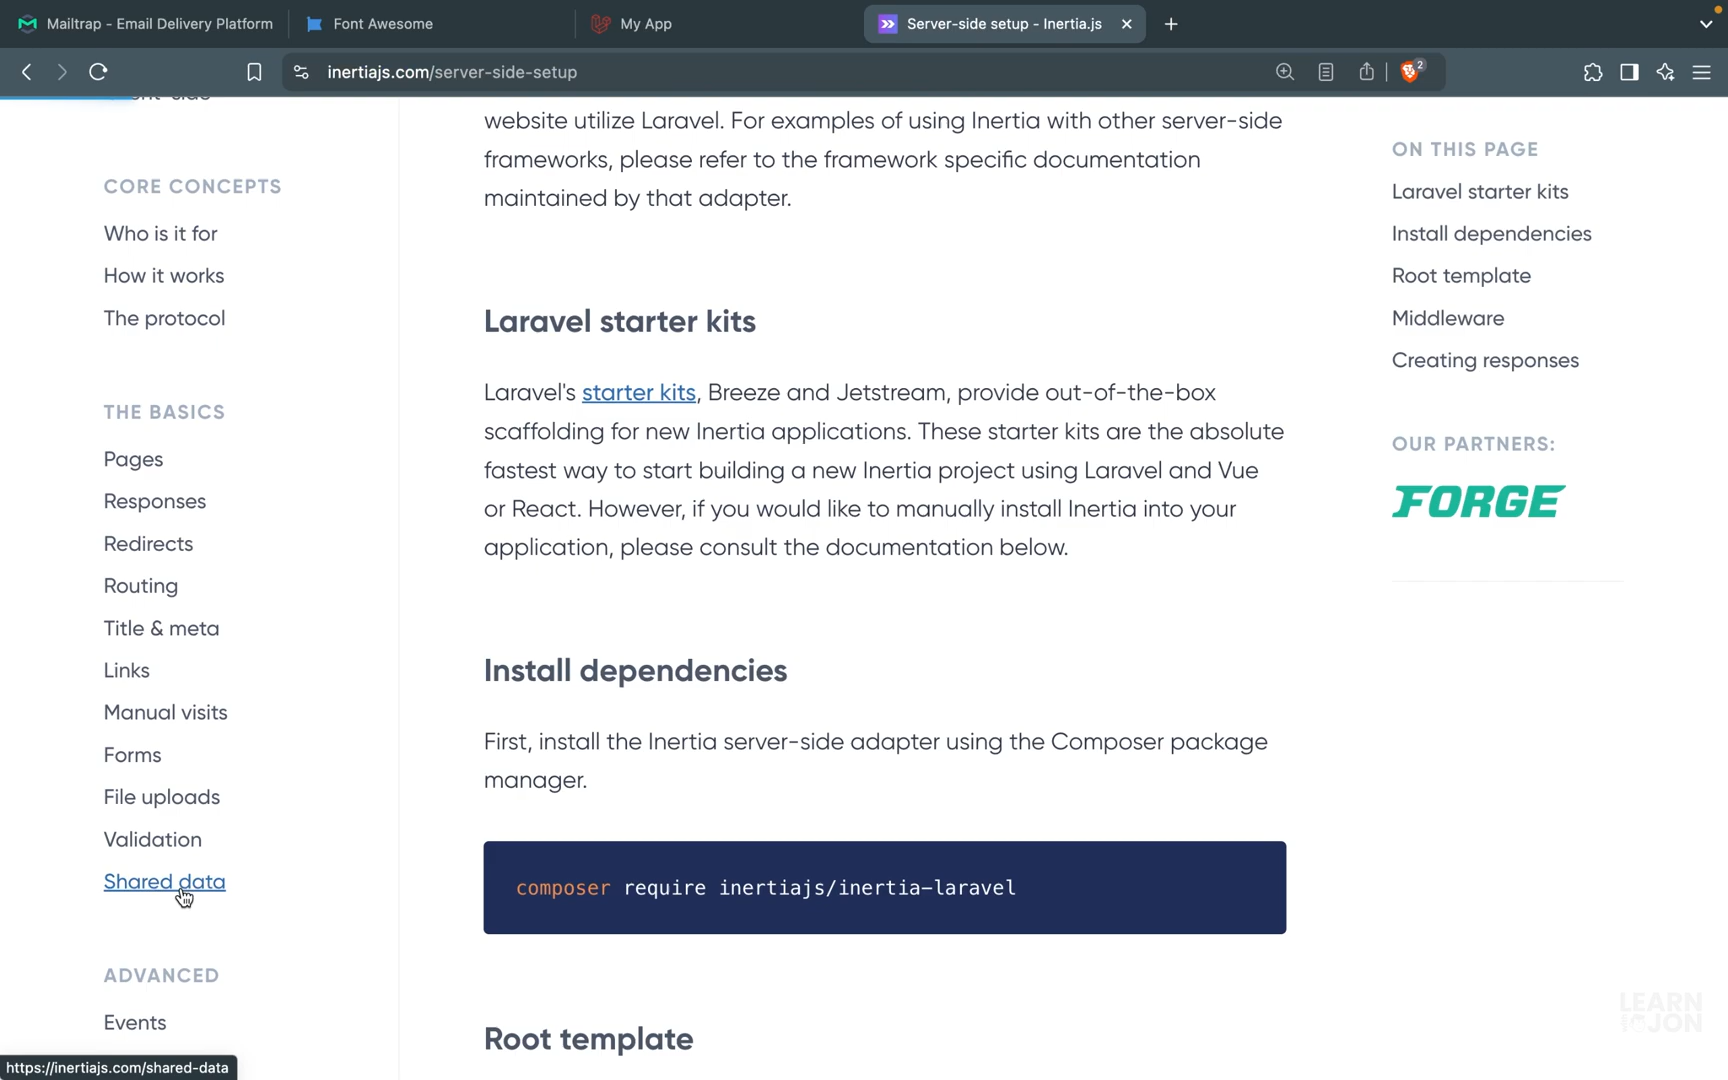 Mailtrap - Email Delivery Platform
Font Awesome
My App
Server-side setup - Inertia.js
inertiajs.com/server-side-setup
2
CORE CONCEPTS
Who is it for
How it works
The protocol
THE BASICS
Pages
Responses
Redirects
Routing
Title & meta
Links
Manual visits
Forms
File uploads
Validation
Shared data
ADVANCED
Events
https://inertiajs.com/shared-data
website utilize Laravel. For examples of using Inertia with other server-side
frameworks, please refer to the framework specific documentation
maintained by that adapter.
Laravel starter kits
Laravel's starter kits, Breeze and Jetstream, provide out-of-the-box
scaffolding for new Inertia applications. These starter kits are the absolute
fastest way to start building a new Inertia project using Laravel and Vue
or React. However, if you would like to manually install Inertia into your
application, please consult the documentation below.
Install dependencies
First, install the Inertia server-side adapter using the Composer package
manager.
composer require inertiajs/inertia-laravel
Root template
ON THIS PAGE
Laravel starter kits
Install dependencies
Root template
Middleware
Creating responses
OUR PARTNERS:
FORGE
LEARN
JON